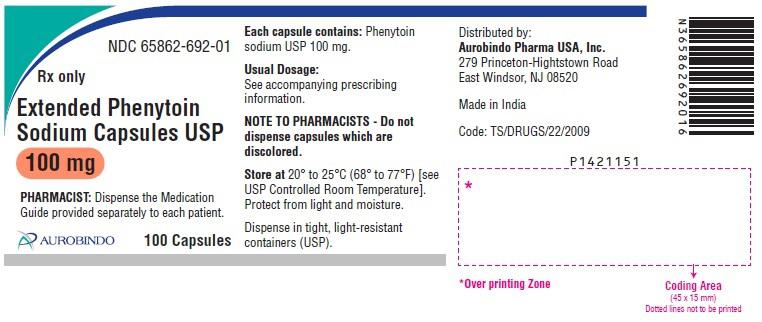 NDC 65862-692-01
Rx only
Extended Phenytoin
Sodium Capsules USP
100 mg
PHARMACIST: Dispense the Medication
Guide provided separately to each patient.
AUROBINDO
100 Capsules
Each capsule contains: Phenytoin
sodium USP 100 mg.
Usual Dosage:
See accompanying prescribing
information.
NOTE TO PHARMACISTS - Do not
dispense capsules which are
discolored.
Store at 20° to 25°C (68° to 77°F) [see
USP Controlled Room Temperature].
Protect from light and moisture.
Dispense in tight, light-resistant
containers (USP).
Distributed by:
Aurobindo Pharma USA, Inc.
279 Princeton-Hightstown Road
East Windsor, NJ 08520
Made in India
Code: TS/DRUGS/22/2009
N36586269​2016
P1421151
*
*Over printing Zone
Coding Area
(45 x 15 mm)
Dotted lines not to be printed